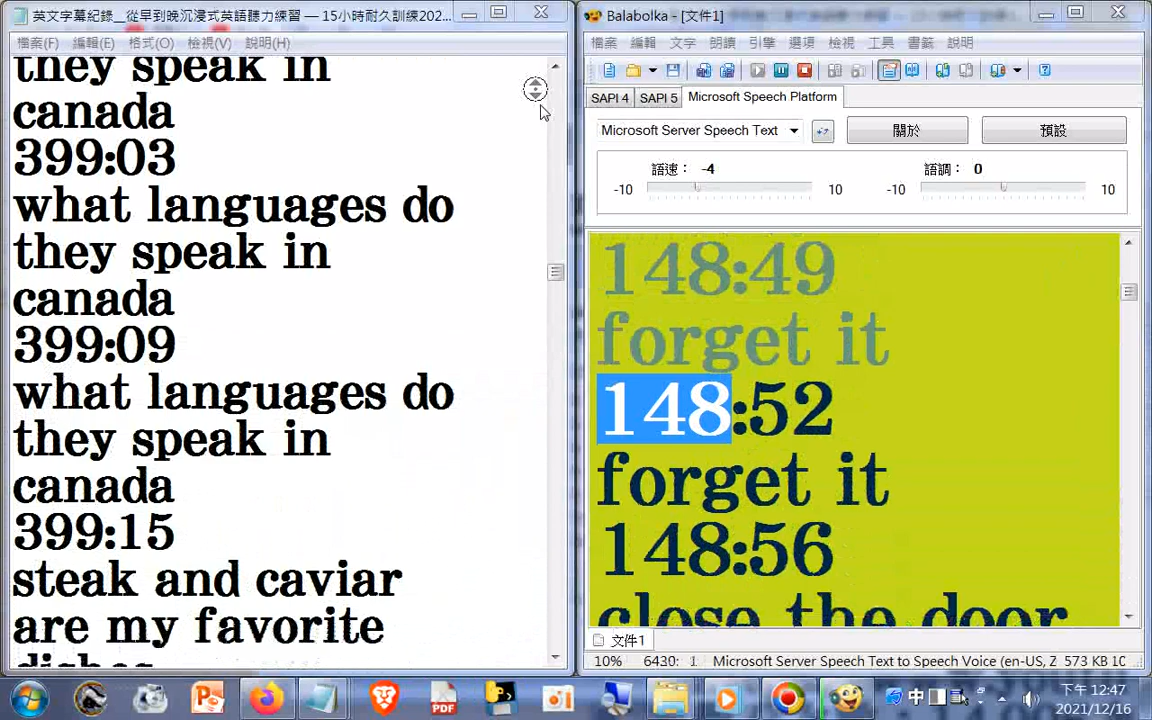 英文字幕紀錄__從早到晚沉浸式英語聽力練習 — 15小時耐久訓練202...
檔案(F) 編輯(E) 格式(O) 檢視(V) 說明(H)
they speak in
canada
399:03
what languages do
they speak in
canada
399:09
what languages do
they speak in
canada
399:15
steak and caviar
are my favorite
dishes
Balabolka - [文件1]
檔案 編輯 文字 朗讀 引擎 選項 檢視 工具 書籤 說明
SAPI 4 SAPI 5 Microsoft Speech Platform
Microsoft Server Speech Text 關於 預設
語速： -4 語調： 0
-10 10 -10 10
148:49
forget it
148:52
forget it
148:56
close the door
文件1
10% 6430: 1 Microsoft Server Speech Text to Speech Voice (en-US, Z 573 KB 10
PDF 中 下午 12:47
2021/12/16